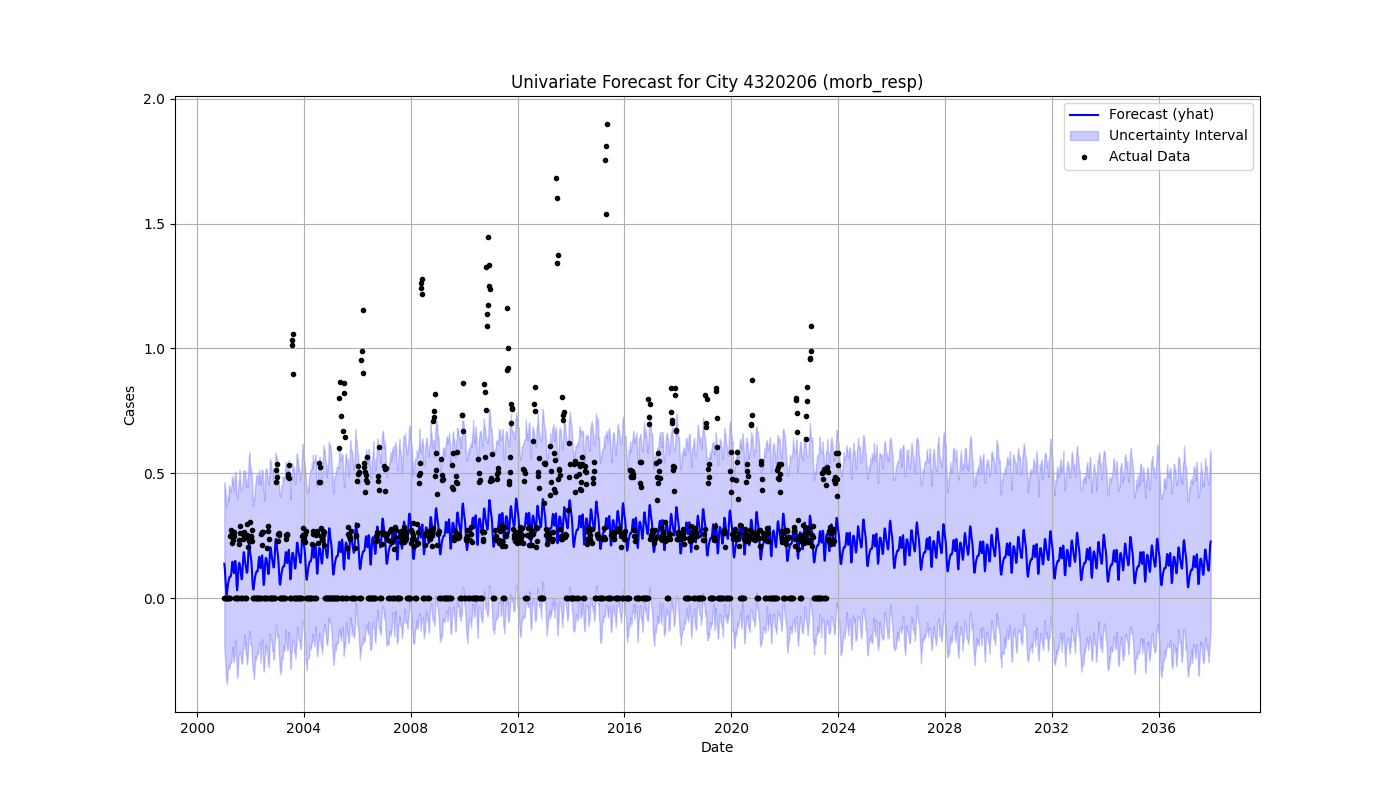 Univariate Forecast for City 4320206 (morb_resp)
Forecast (yhat)
Uncertainty Interval
Actual Data
Cases
2.0
1.5
1.0
0.5
0.0
2000 2004 2008 2012 2016 2020 2024 2028 2032 2036
Date